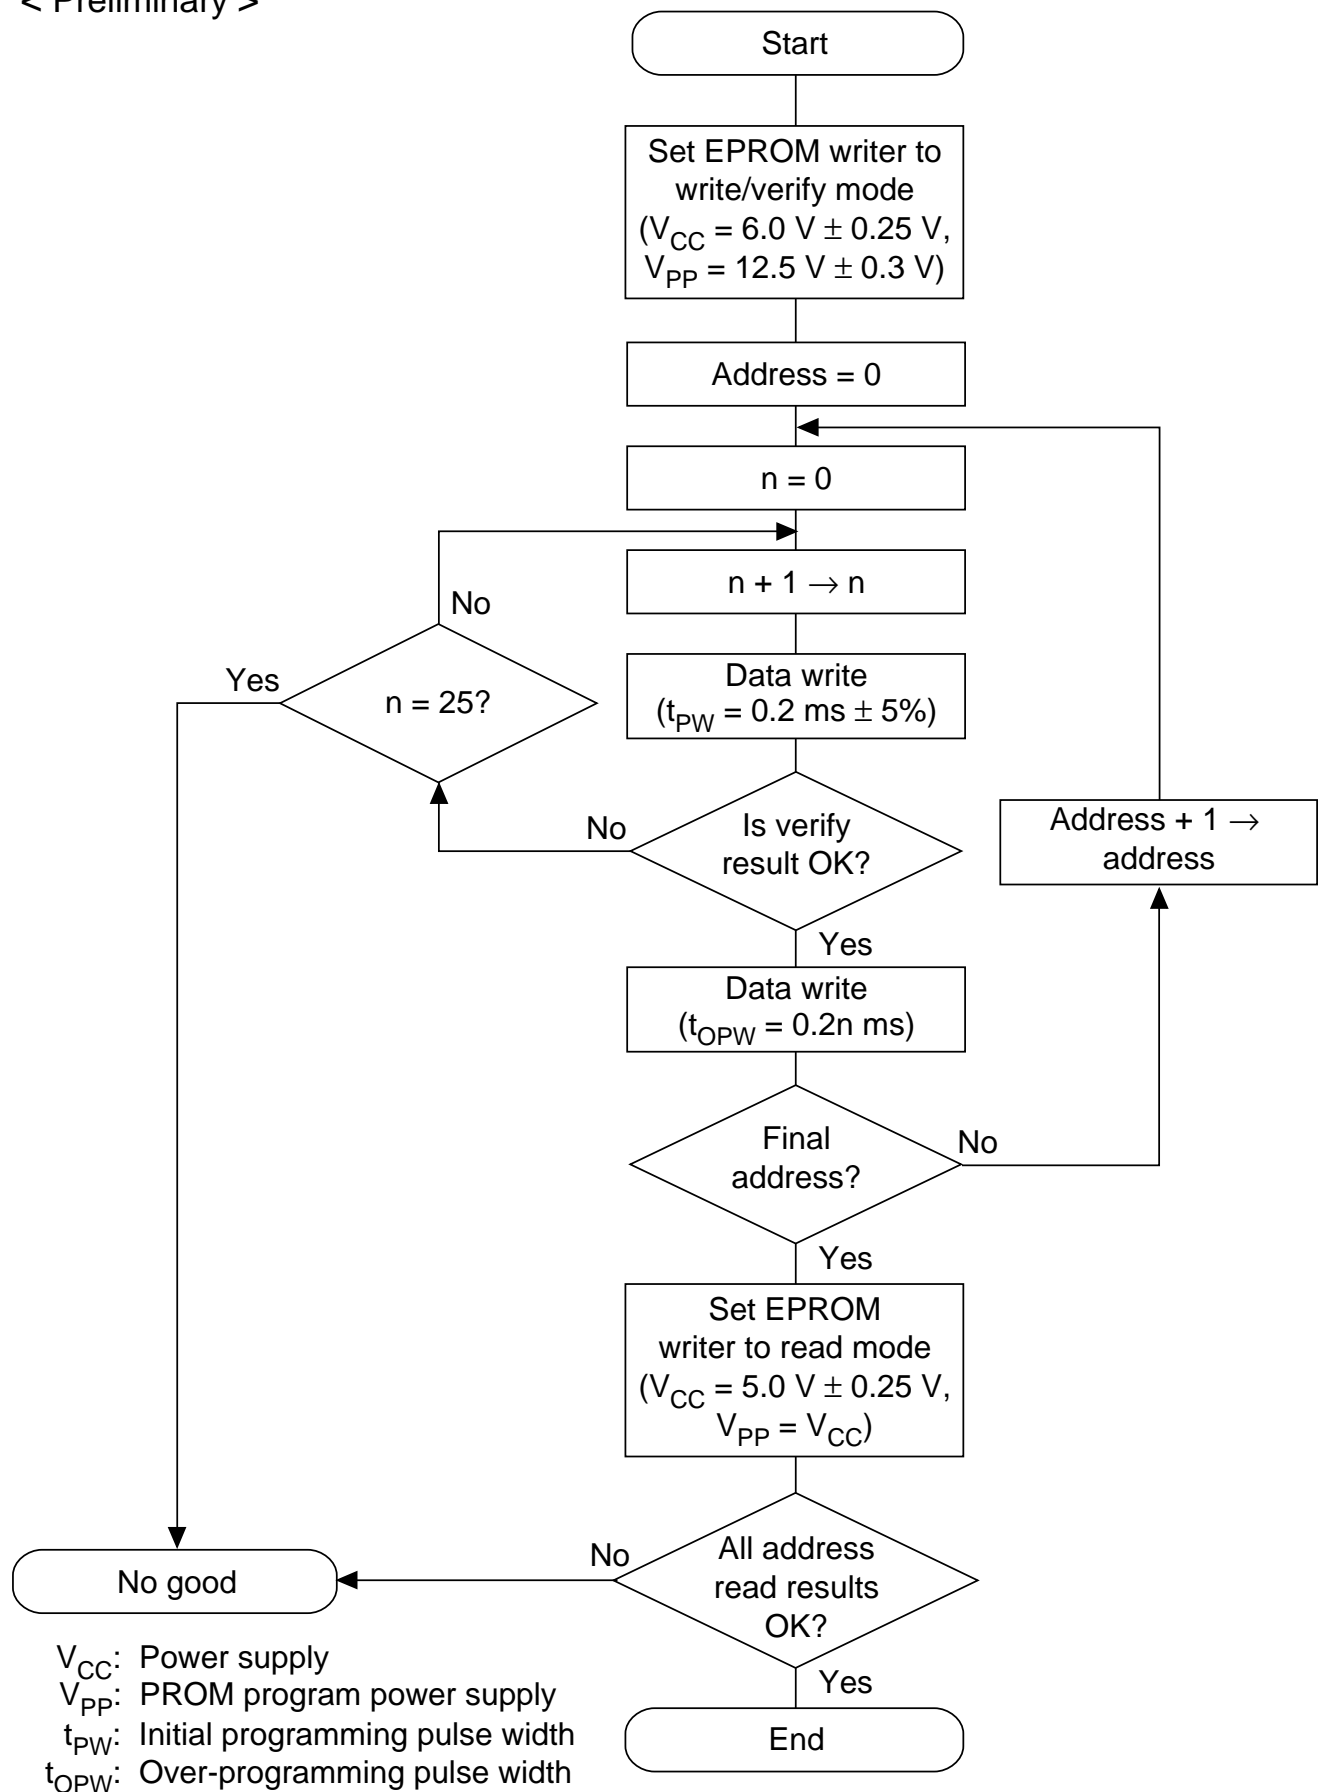 < Preliminary >
Start
Set EPROM writer to
write/verify mode
(VCC = 6.0 V ± 0.25 V,
VPP = 12.5 V ± 0.3 V)
Address = 0
n = 0
n + 1 → n
No
Yes
n = 25?
Data write
(tPW = 0.2 ms ± 5%)
No
Is verify
result OK?
Address + 1 →
address
Yes
Data write
(tOPW = 0.2n ms)
Final
address?
No
Yes
Set EPROM
writer to read mode
(VCC = 5.0 V ± 0.25 V,
VPP = VCC)
No
All address
read results
OK?
No good
Yes
End
VCC: Power supply
VPP: PROM program power supply
tPW: Initial programming pulse width
tOPW: Over-programming pulse width